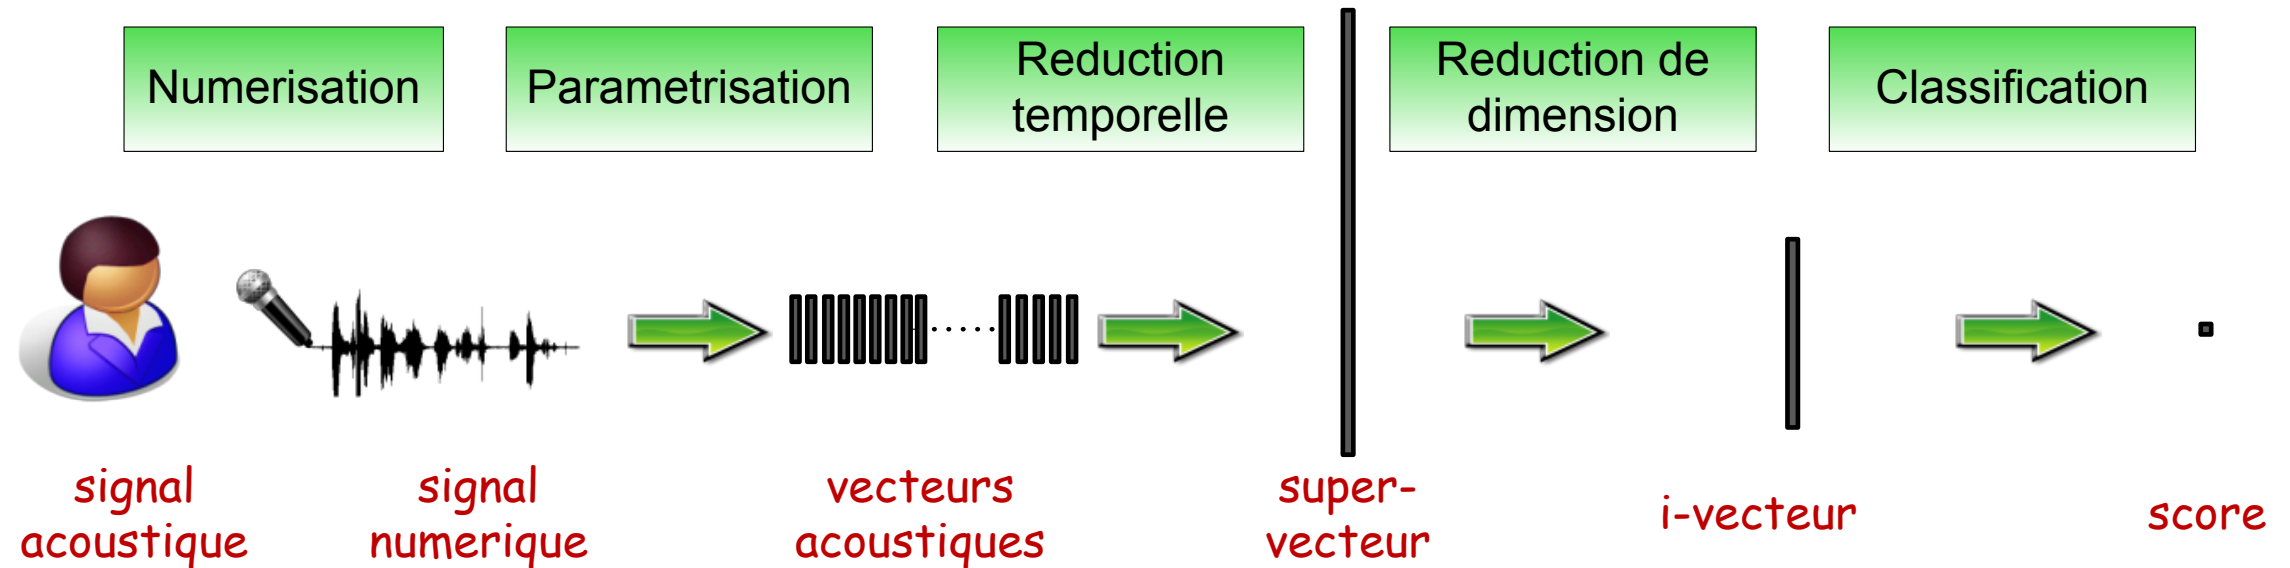 Numerisation
Parametrisation
Reduction
temporelle
Reduction de
dimension
Classification
signal
acoustique
signal
numerique
vecteurs
acoustiques
super-
vecteur
i-vecteur
score